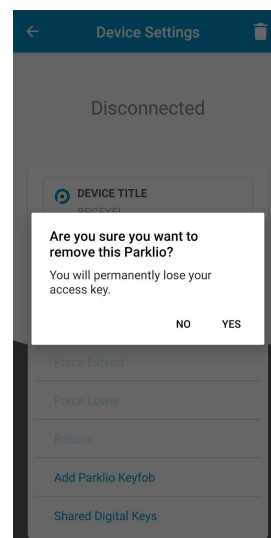 Device Settings
Disconnected
DEVICE TITLE
Are you sure you want to
remove this Parklio?
You will permanently lose your
access key.
NO YES
Force Extend
Force Lower
Reboot
Add Parklio Keyfob
Shared Digital Keys